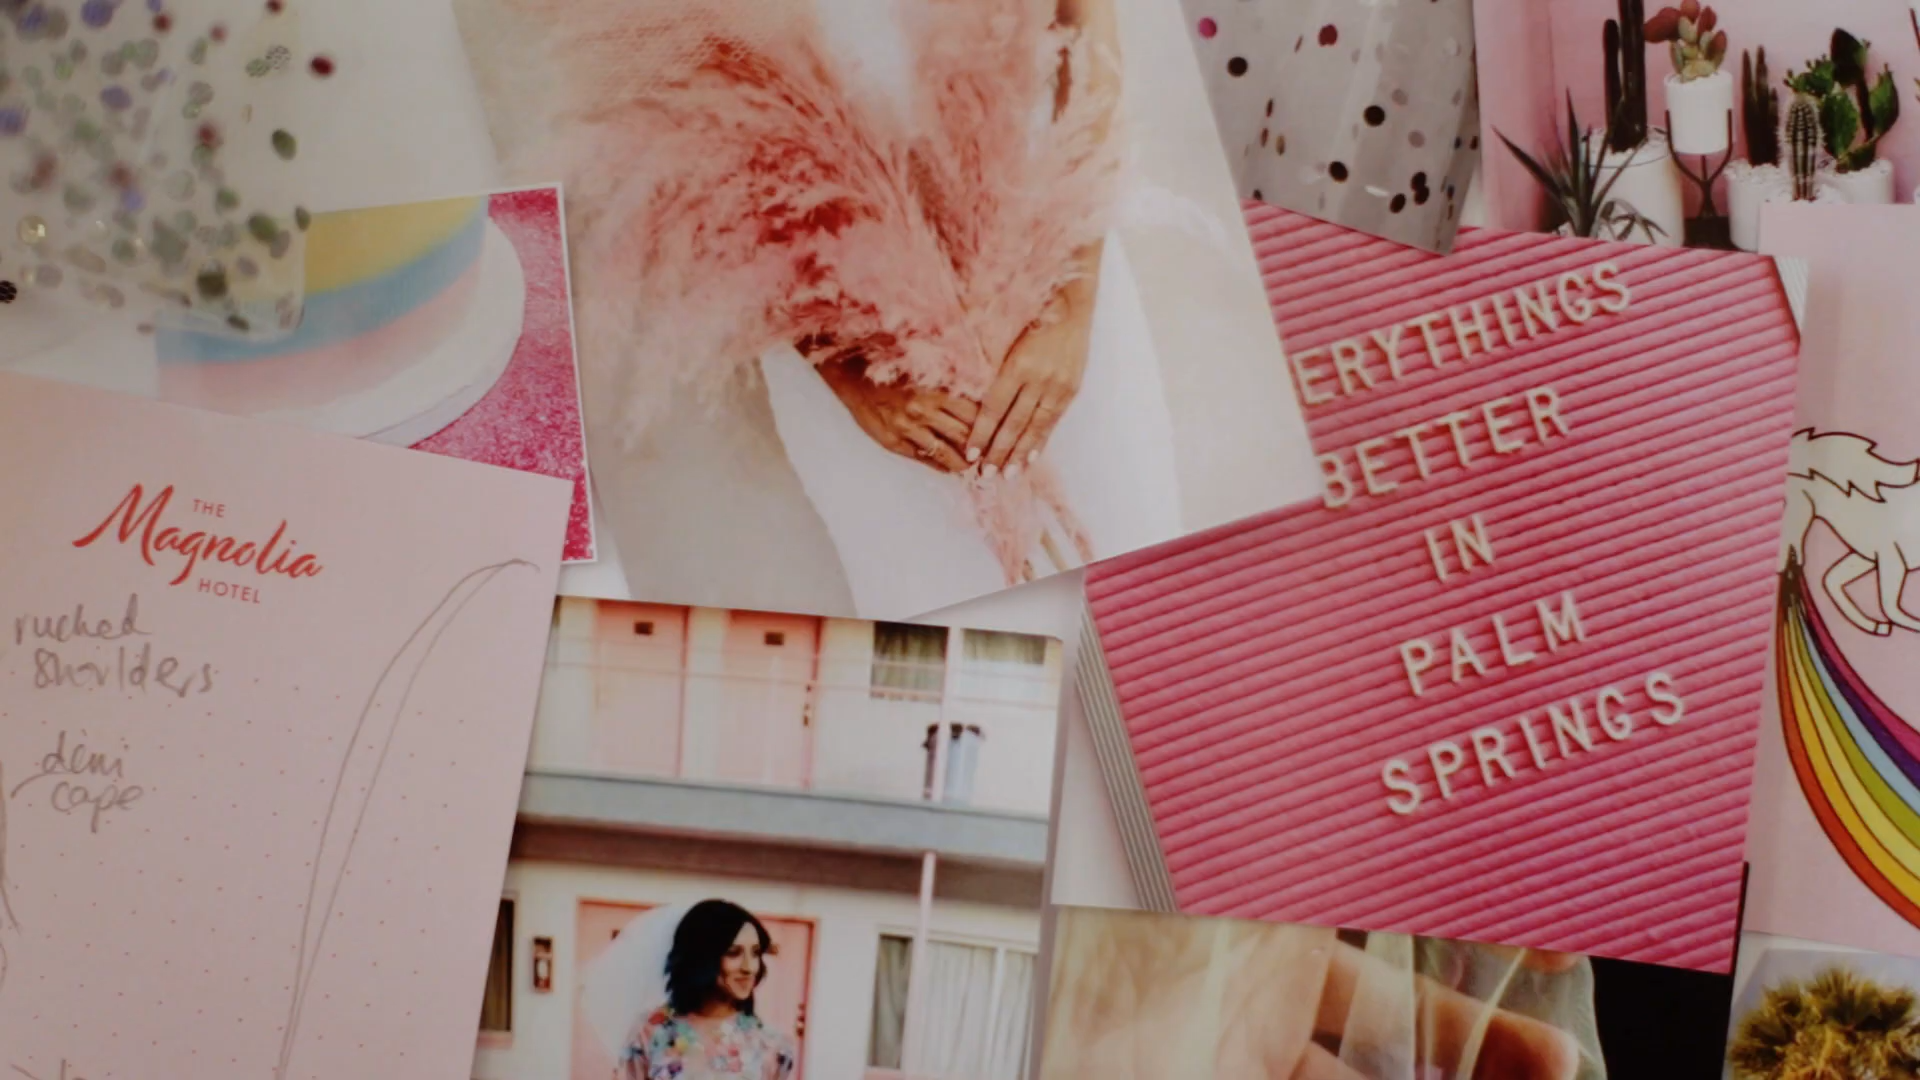 THE
Magnolia
HOTEL
ruched
shoulders
demi
cape
ERYTHINGS
BETTER
IN
PALM
SPRINGS